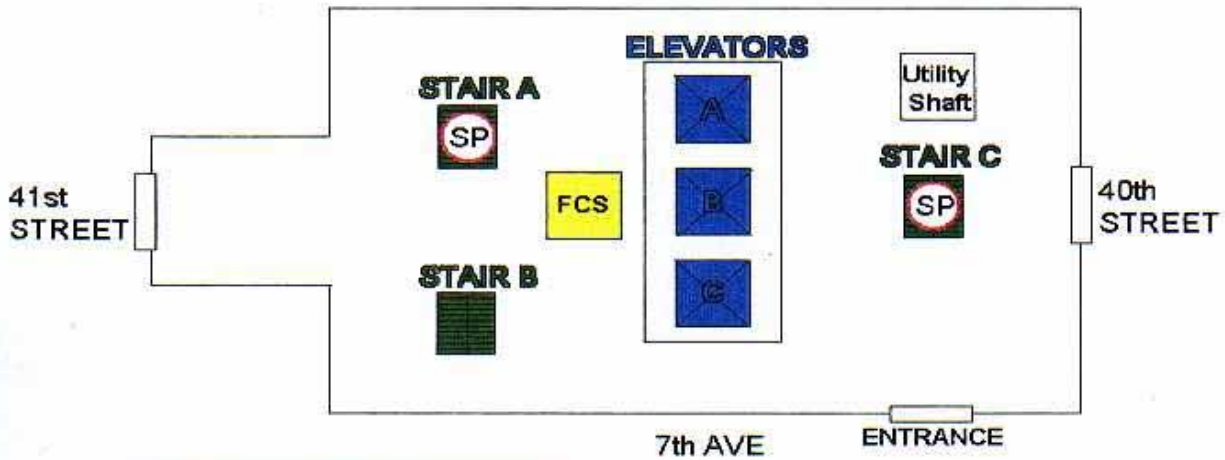 ELEVATORS
Utility
Shaft
STAIR A
SP
A
STAIR C
41st
STREET
FCS
B
SP
40th
STREET
STAIR B
C
7th AVE
ENTRANCE